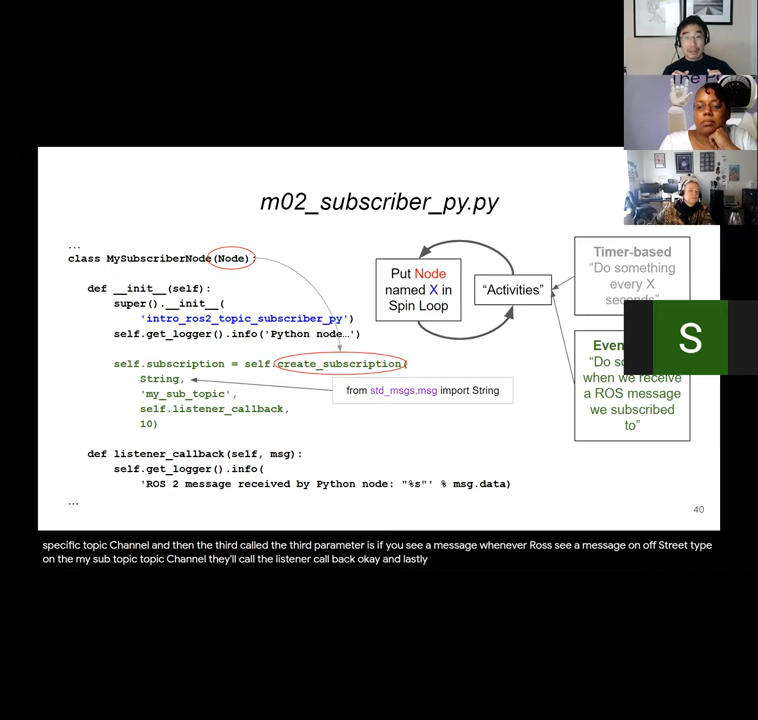 m02_subscriber_py.py
...
class MySubscriberNode(Node):
def __init__(self):
super().__init__(
'intro_ros2_topic_subscriber_py')
self.get_logger().info('Python node…')
self.subscription = self.create_subscription(
String,
'my_sub_topic',
self.listener_callback,
10)
def listener_callback(self, msg):
self.get_logger().info(
'ROS 2 message received by Python node: "%s"' % msg.data)
...
Put Node
named X in
Spin Loop
“Activities”
Timer-based
“Do something
every X
seconds”
“Do
when we receive
a ROS message
we subscribed
to”
from std_msgs.msg import String
S
40
specific topic Channel and then the third called the third parameter is if you see a message whenever Ross see a message on off Street type
on the my sub topic topic Channel they'll call the listener call back okay and lastly